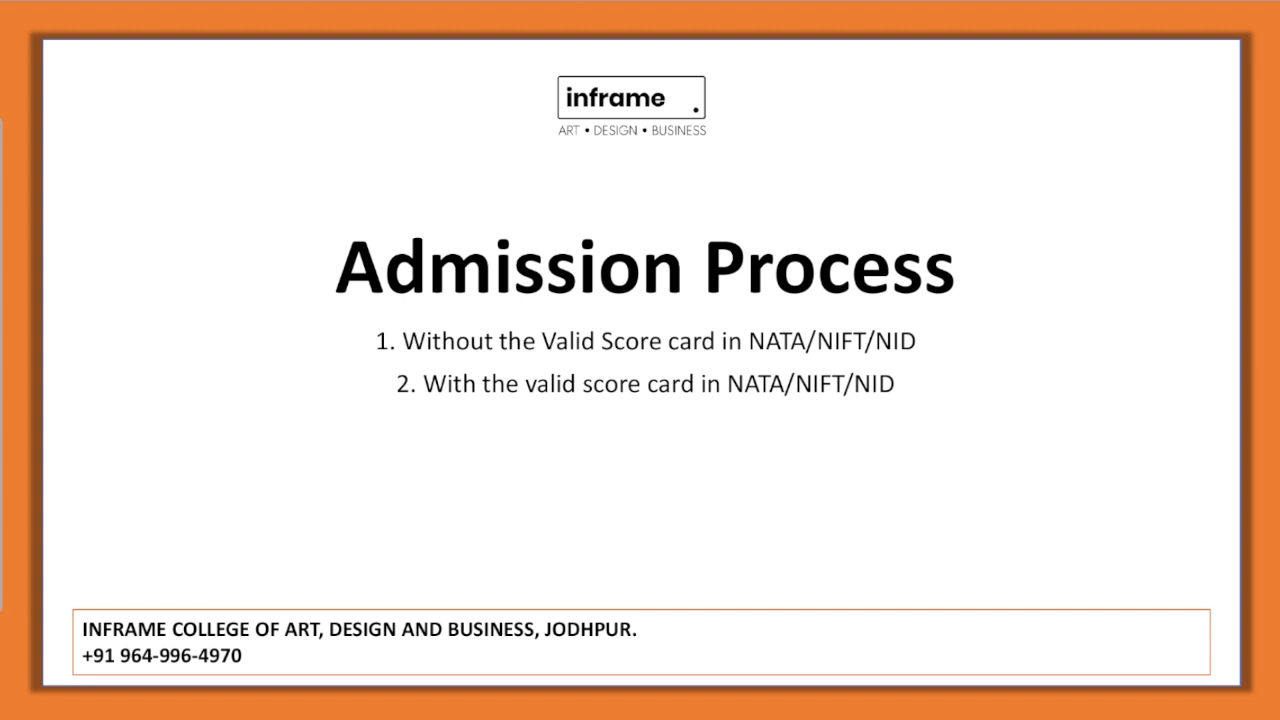 inframe.
ART • DESIGN • BUSINESS
Admission Process
1. Without the Valid Score card in NATA/NIFT/NID
2. With the valid score card in NATA/NIFT/NID
INFRAME COLLEGE OF ART, DESIGN AND BUSINESS, JODHPUR.
+91 964-996-4970